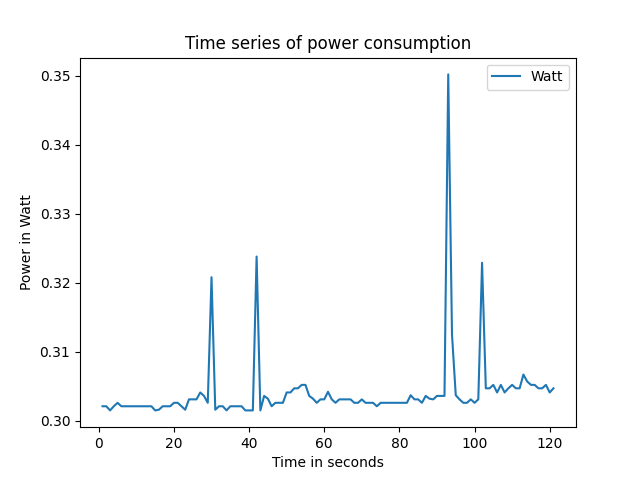 Time series of power consumption
Watt
0.35
0.34
0.33
0.32
0.31
0.30
Power in Watt
0 20 40 60 80 100 120
Time in seconds